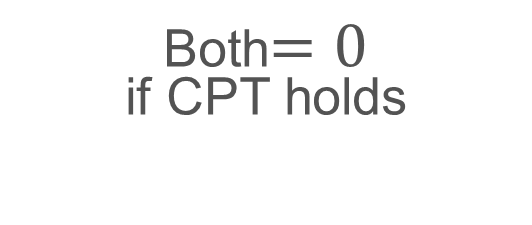 Both= 0
if CPT holds